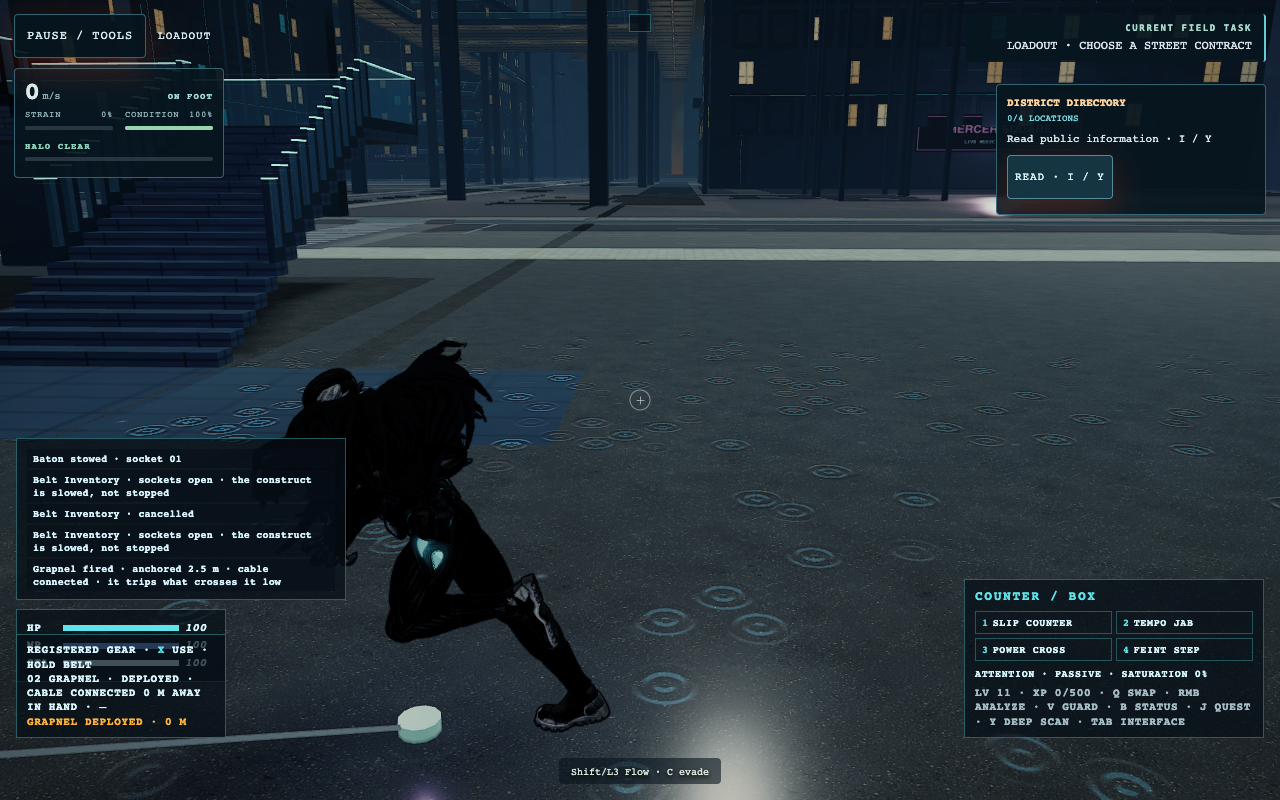 PAUSE / TOOLS
LOADOUT
0 m/s
ON FOOT
STRAIN 0%
CONDITION 100%
HALO CLEAR
CURRENT FIELD TASK
LOADOUT · CHOOSE A STREET CONTRACT
DISTRICT DIRECTORY
0/4 LOCATIONS
Read public information · I / Y
READ · I / Y
Baton stowed · socket 01
Belt Inventory · sockets open · the construct
is slowed, not stopped
Belt Inventory · cancelled
Belt Inventory · sockets open · the construct
is slowed, not stopped
Grapnel fired · anchored 2.5 m · cable
connected · it trips what crosses it low
HP 100
100
REGISTERED GEAR · X USE ·
HOLD BELT
100
02 GRAPNEL · DEPLOYED ·
CABLE CONNECTED 0 M AWAY
IN HAND · —
GRAPNEL DEPLOYED · 0 M
COUNTER / BOX
1 SLIP COUNTER
2 TEMPO JAB
3 POWER CROSS
4 FEINT STEP
ATTENTION · PASSIVE · SATURATION 0%
LV 11 · XP 0/500 · Q SWAP · RMB
ANALYZE · V GUARD · B STATUS · J QUEST
· Y DEEP SCAN · TAB INTERFACE
Shift/L3 Flow · C evade